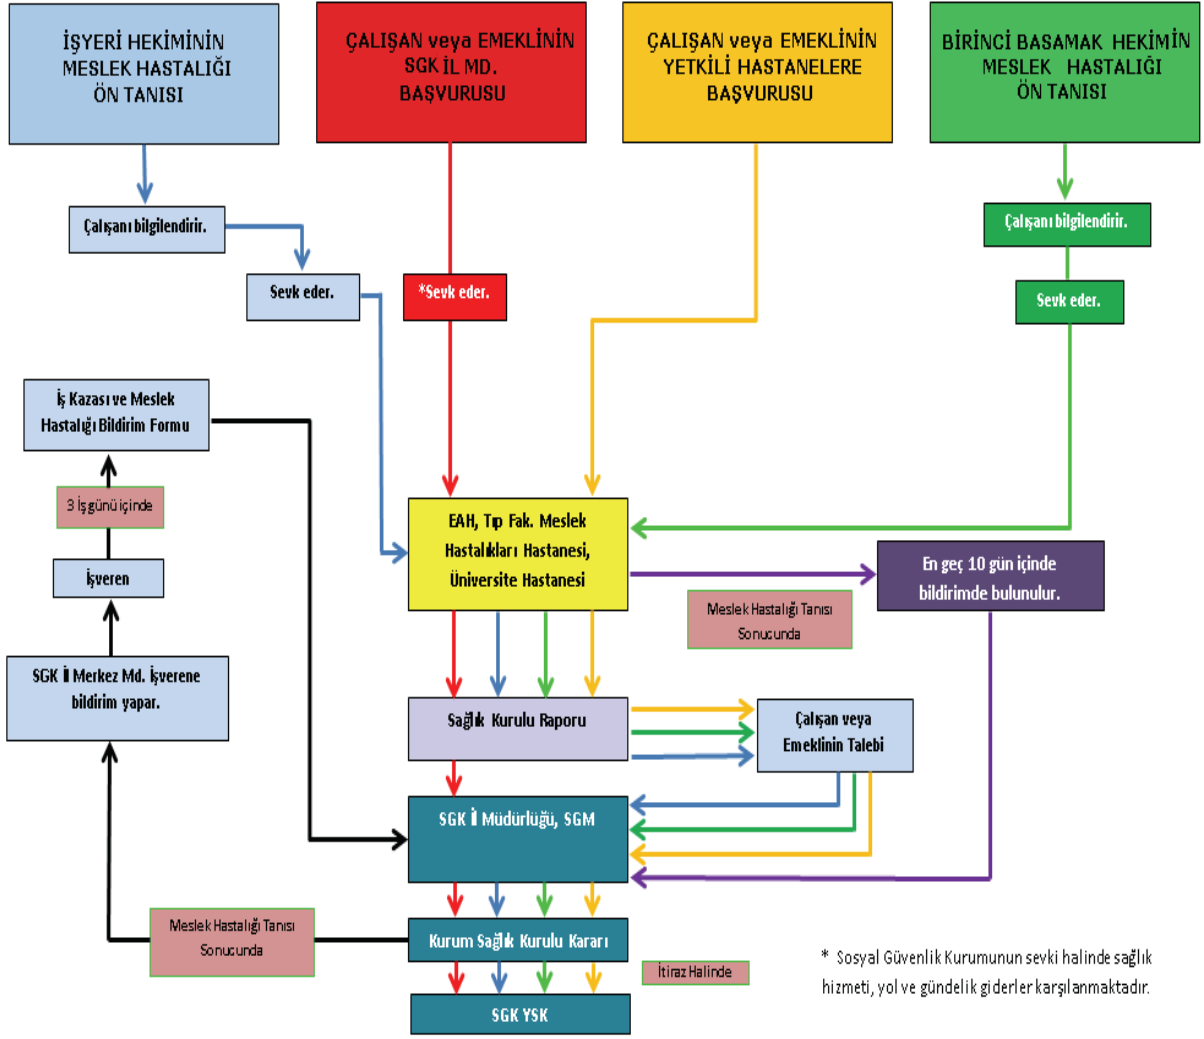 İŞYERİ HEKİMİNİN
MESLEK HASTALIĞI
ÖN TANISI
ÇALIŞAN veya EMEKLİNİN
SGK İL MD.
BAŞVURUSU
ÇALIŞAN veya EMEKLİNİN
YETKİLİ HASTANELERE
BAŞVURUSU
BİRİNCİ BASAMAK HEKİMİN
MESLEK HASTALIĞI
ÖN TANISI
Çalışanı bilgilendirir.
Çalışanı bilgilendirir.
Sevk eder.
*Sevk eder.
Sevk eder.
İş Kazası ve Meslek
Hastalığı Bildirim Formu
3 İş günü içinde
İşveren
SGK İl Merkez Md. İşverene
bildirim yapar.
EAH, Tıp Fak. Meslek
Hastalıkları Hastanesi,
Üniversite Hastanesi
En geç 10 gün içinde
bildirimde bulunulur.
Meslek Hastalığı Tanısı
Sonucunda
Sağlık Kurulu Raporu
Çalışan veya
Emeklinin Talebi
SGK İl Müdürlüğü, SGM
Meslek Hastalığı Tanısı
Sonucunda
Kurum Sağlık Kurulu Kararı
İtiraz Halinde
SGK YSK
* Sosyal Güvenlik Kurumunun sevki halinde sağlık
hizmeti, yol ve gündelik giderler karşılanmaktadır.